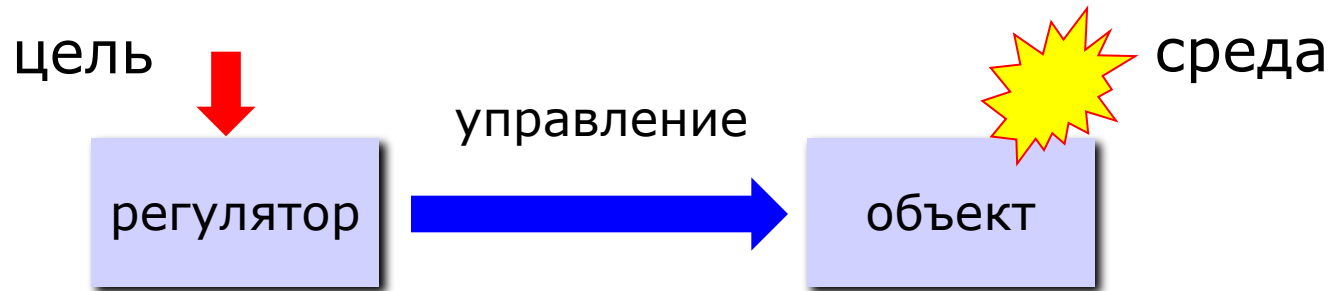 цель
среда
управление
регулятор
объект